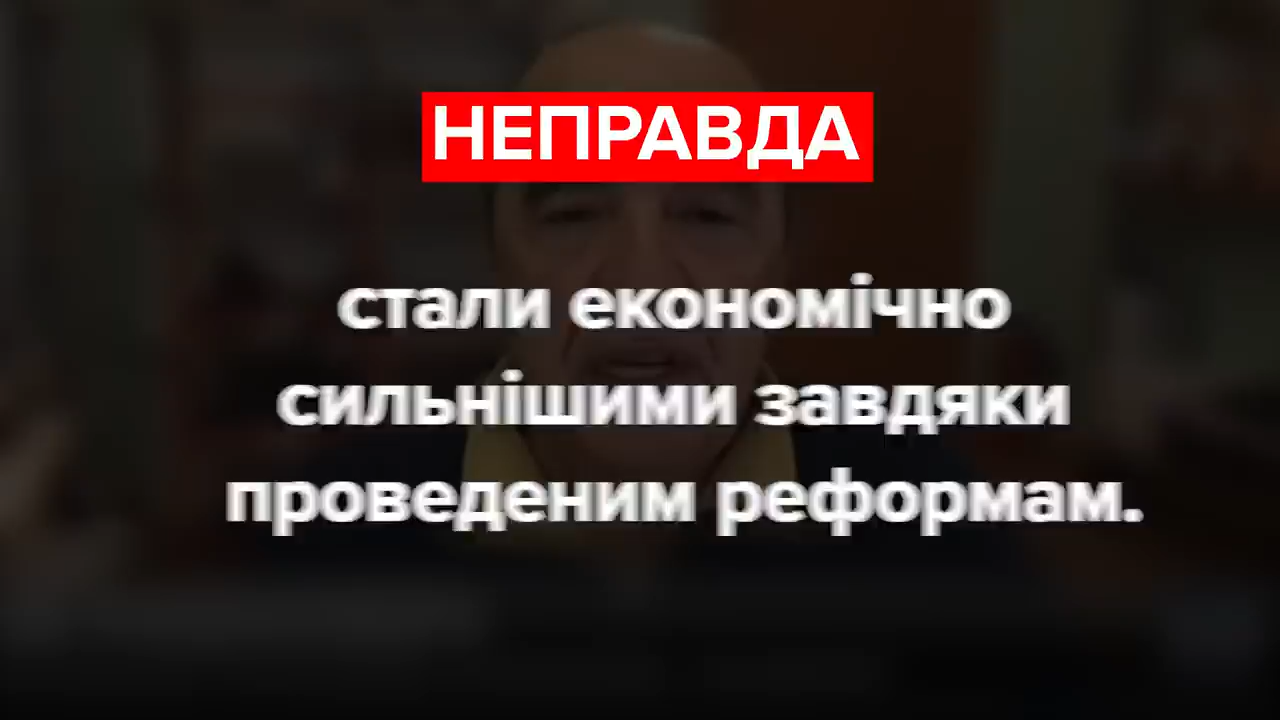 НЕПРАВДА
стали економічно
сильнішими завдяки
проведеним реформам.